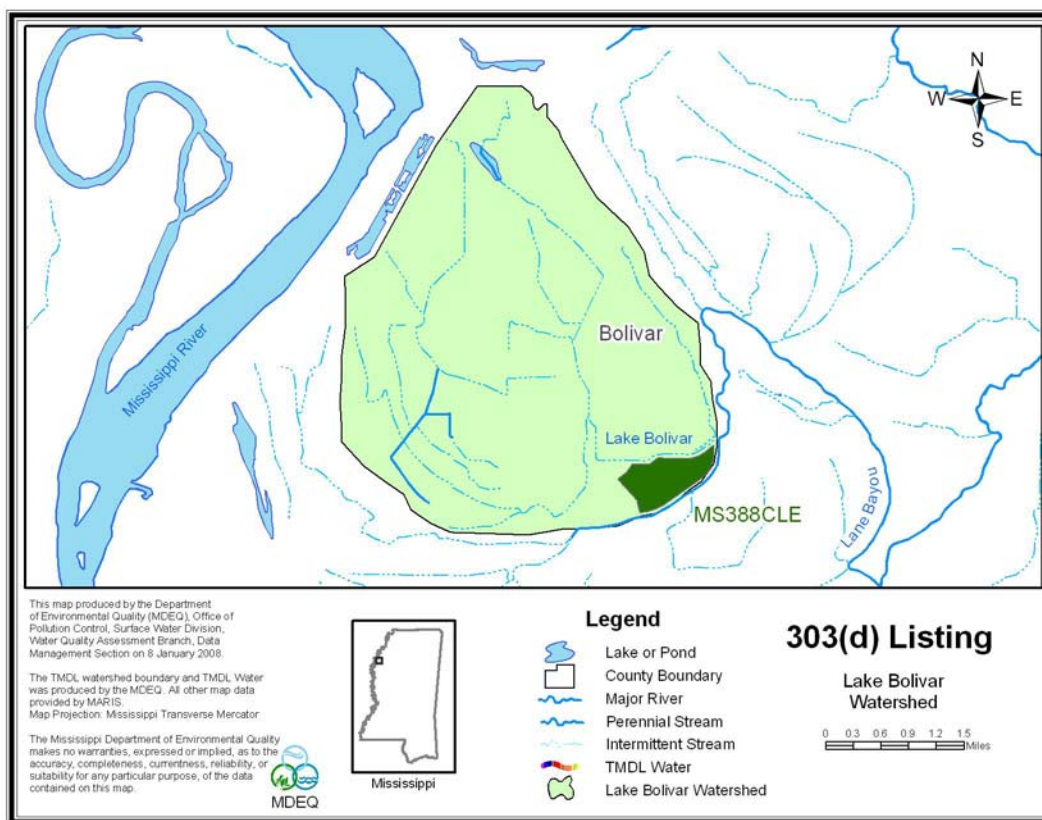 N
W E
S
Mississippi River
Bolivar
Lake Bolivar
MS388CLE
Lane Bayou
This map produced by the Department
of Environmental Quality (MDEQ), Office of
Pollution Control, Surface Water Division,
Water Quality Assessment Branch, Data
Management Section on 8 January 2008.
The TMDL watershed boundary and TMDL Water
was produced by the MDEQ. All other map data
provided by MARIS.
Map Projection: Mississippi Transverse Mercator
The Mississippi Department of Environmental Quality
makes no warranties, expressed or implied, as to the
accuracy, completeness, currentness, reliability, or
suitability for any particular purpose, of the data
contained on this map.
MDEQ
Mississippi
Legend
Lake or Pond
County Boundary
Major River
Perennial Stream
Intermittent Stream
TMDL Water
Lake Bolivar Watershed
303(d) Listing
Lake Bolivar
Watershed
0 0.3 0.6 0.9 1.2 1.5
Miles